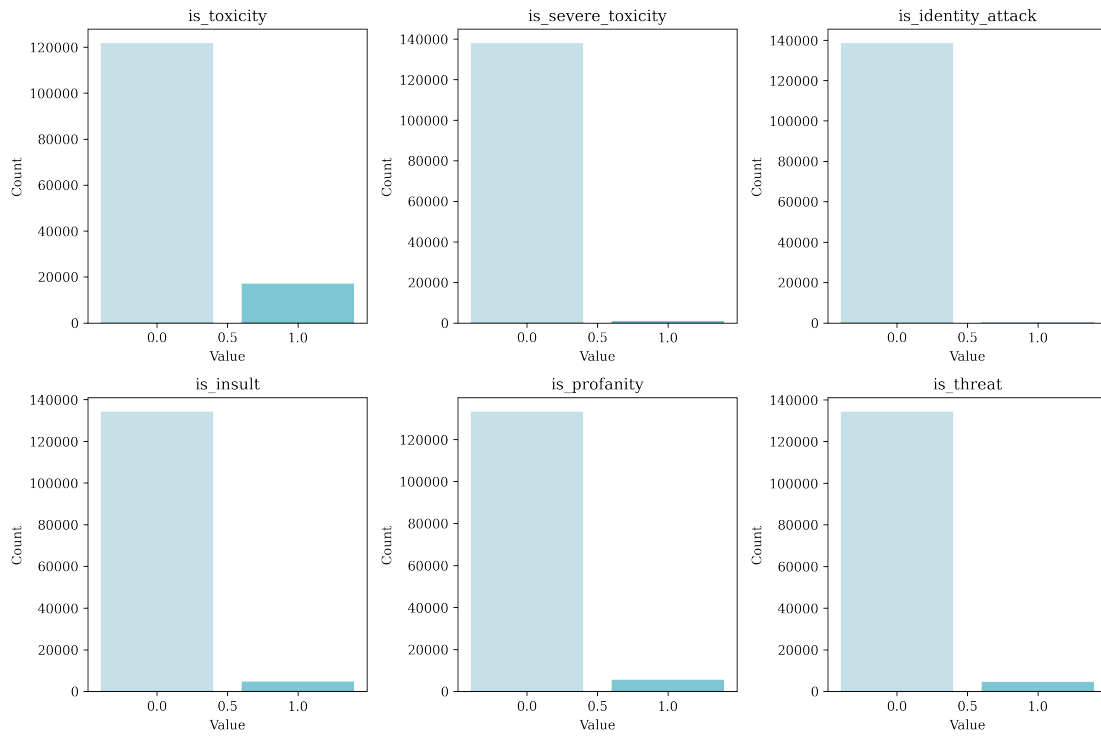 is_toxicity
120000
100000
80000
60000
40000
20000
0
Count
0.0 0.5 1.0
Value
is_severe_toxicity
140000
120000
100000
80000
60000
40000
20000
0
Count
0.0 0.5 1.0
Value
is_identity_attack
140000
120000
100000
80000
60000
40000
20000
0
Count
0.0 0.5 1.0
Value
is_insult
140000
120000
100000
80000
60000
40000
20000
0
Count
0.0 0.5 1.0
Value
is_profanity
120000
100000
80000
60000
40000
20000
0
Count
0.0 0.5 1.0
Value
is_threat
140000
120000
100000
80000
60000
40000
20000
0
Count
0.0 0.5 1.0
Value